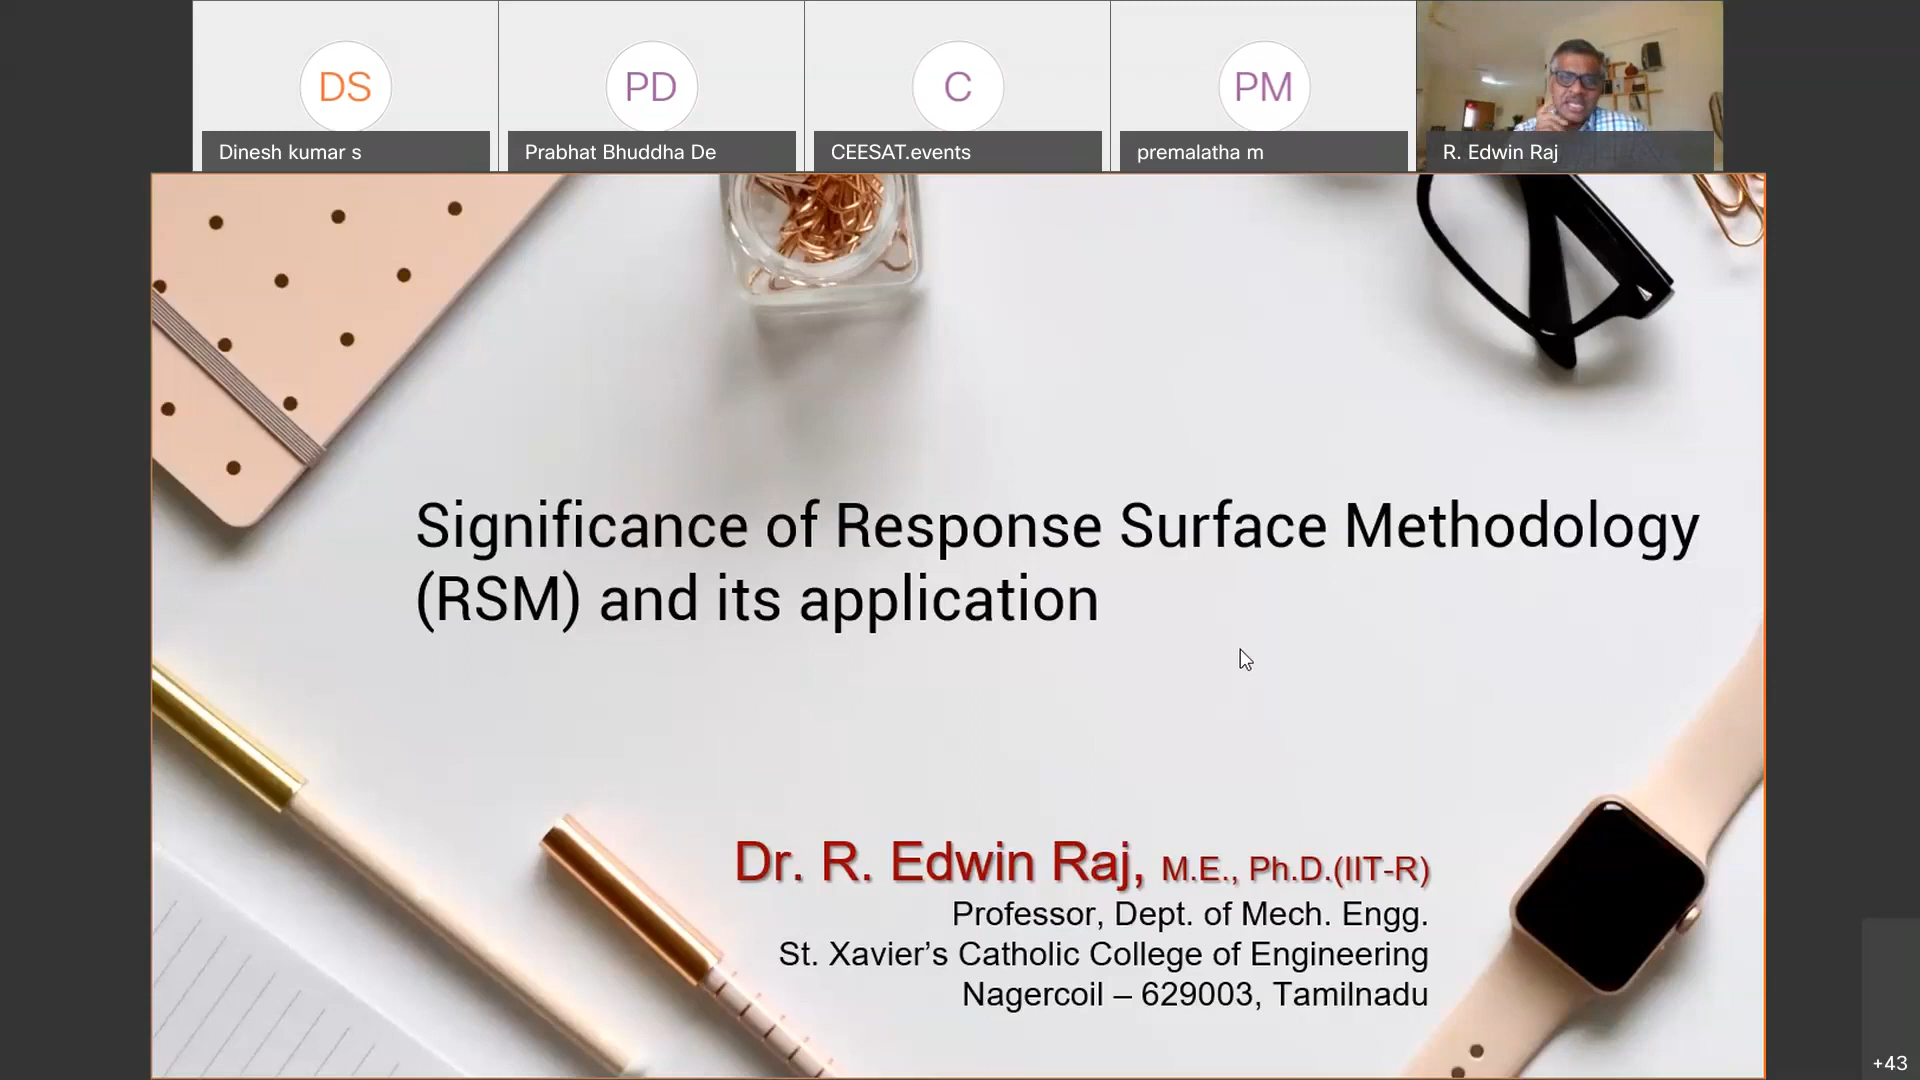 DS
PD
C
PM
Dinesh kumar s
Prabhat Bhuddha De
CEESAT.events
premalatha m
R. Edwin Raj
Significance of Response Surface Methodology
(RSM) and its application
Dr. R. Edwin Raj, M.E., Ph.D.(IIT-R)
Professor, Dept. of Mech. Engg.
St. Xavier’s Catholic College of Engineering
Nagercoil – 629003, Tamilnadu
+43